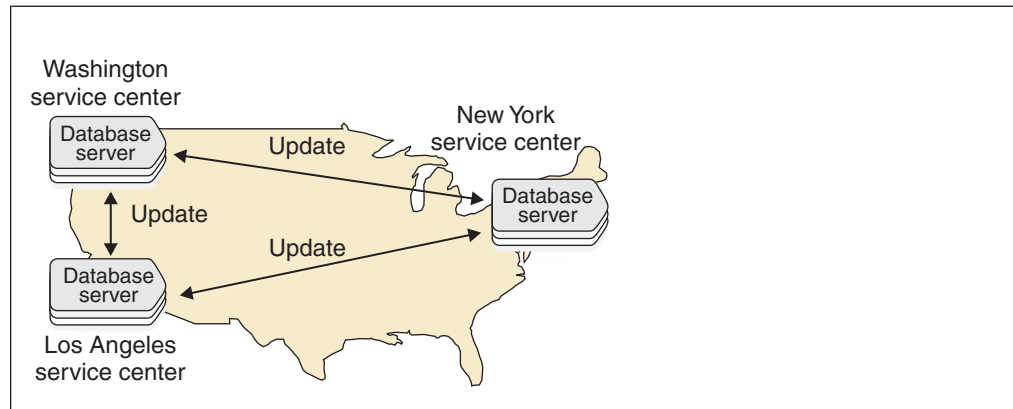 Washington
service center
Database
server
Update
New York
service center
Database
server
Update
Update
Database
server
Los Angeles
service center